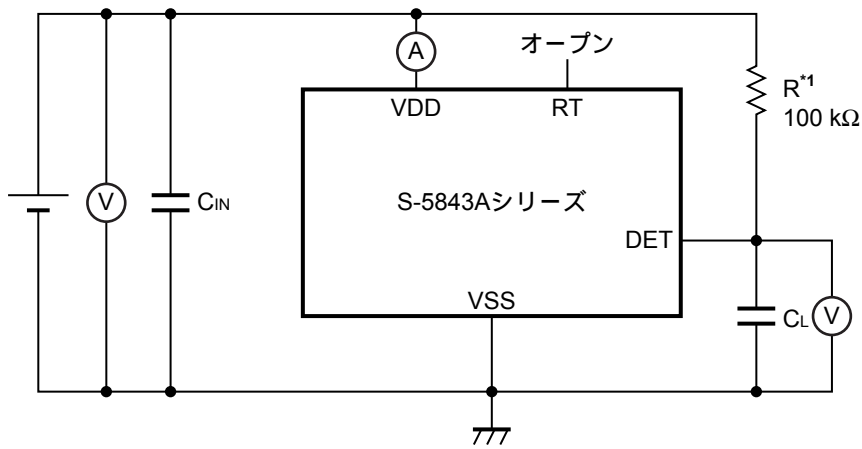 A
オープン
R*1
100 kΩ
VDD
RT
V
CIN
S-5843Aシリーズ
DET
VSS
CL
V